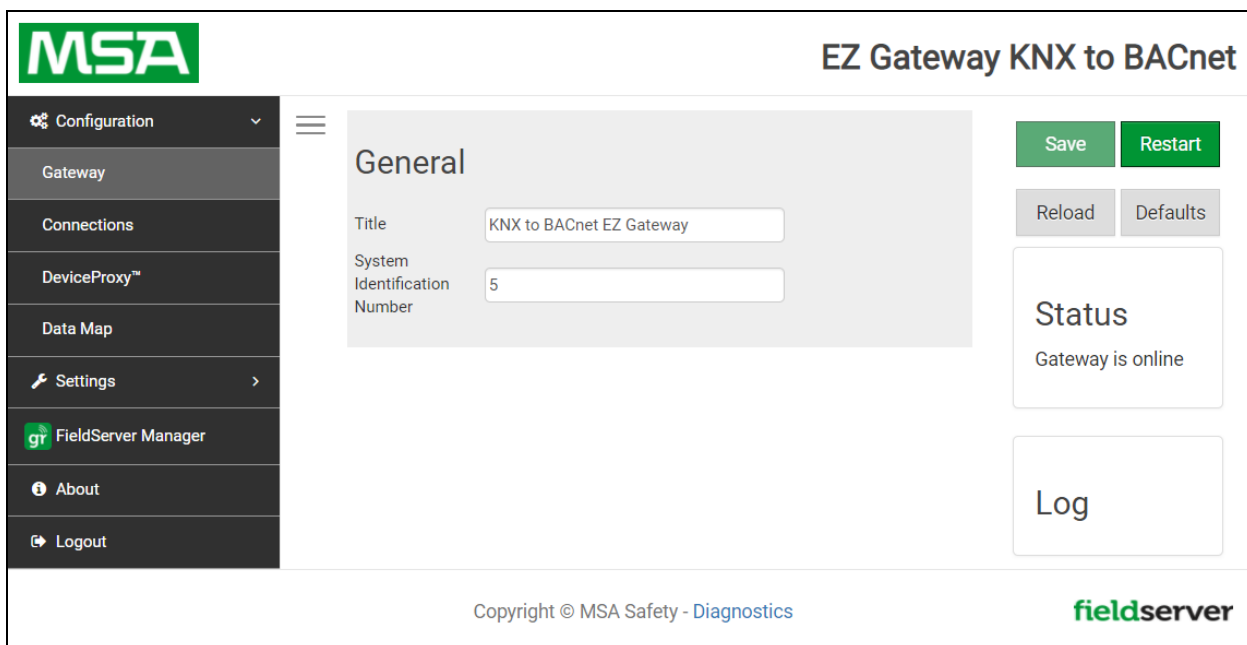 MSA
EZ Gateway KNX to BACnet
Configuration
Gateway
Connections
DeviceProxy™
Data Map
Settings
gr FieldServer Manager
About
Logout
General
Title
KNX to BACnet EZ Gateway
System
Identification
Number
5
Save Restart
Reload Defaults
Status
Gateway is online
Log
Copyright © MSA Safety - Diagnostics
fieldserver